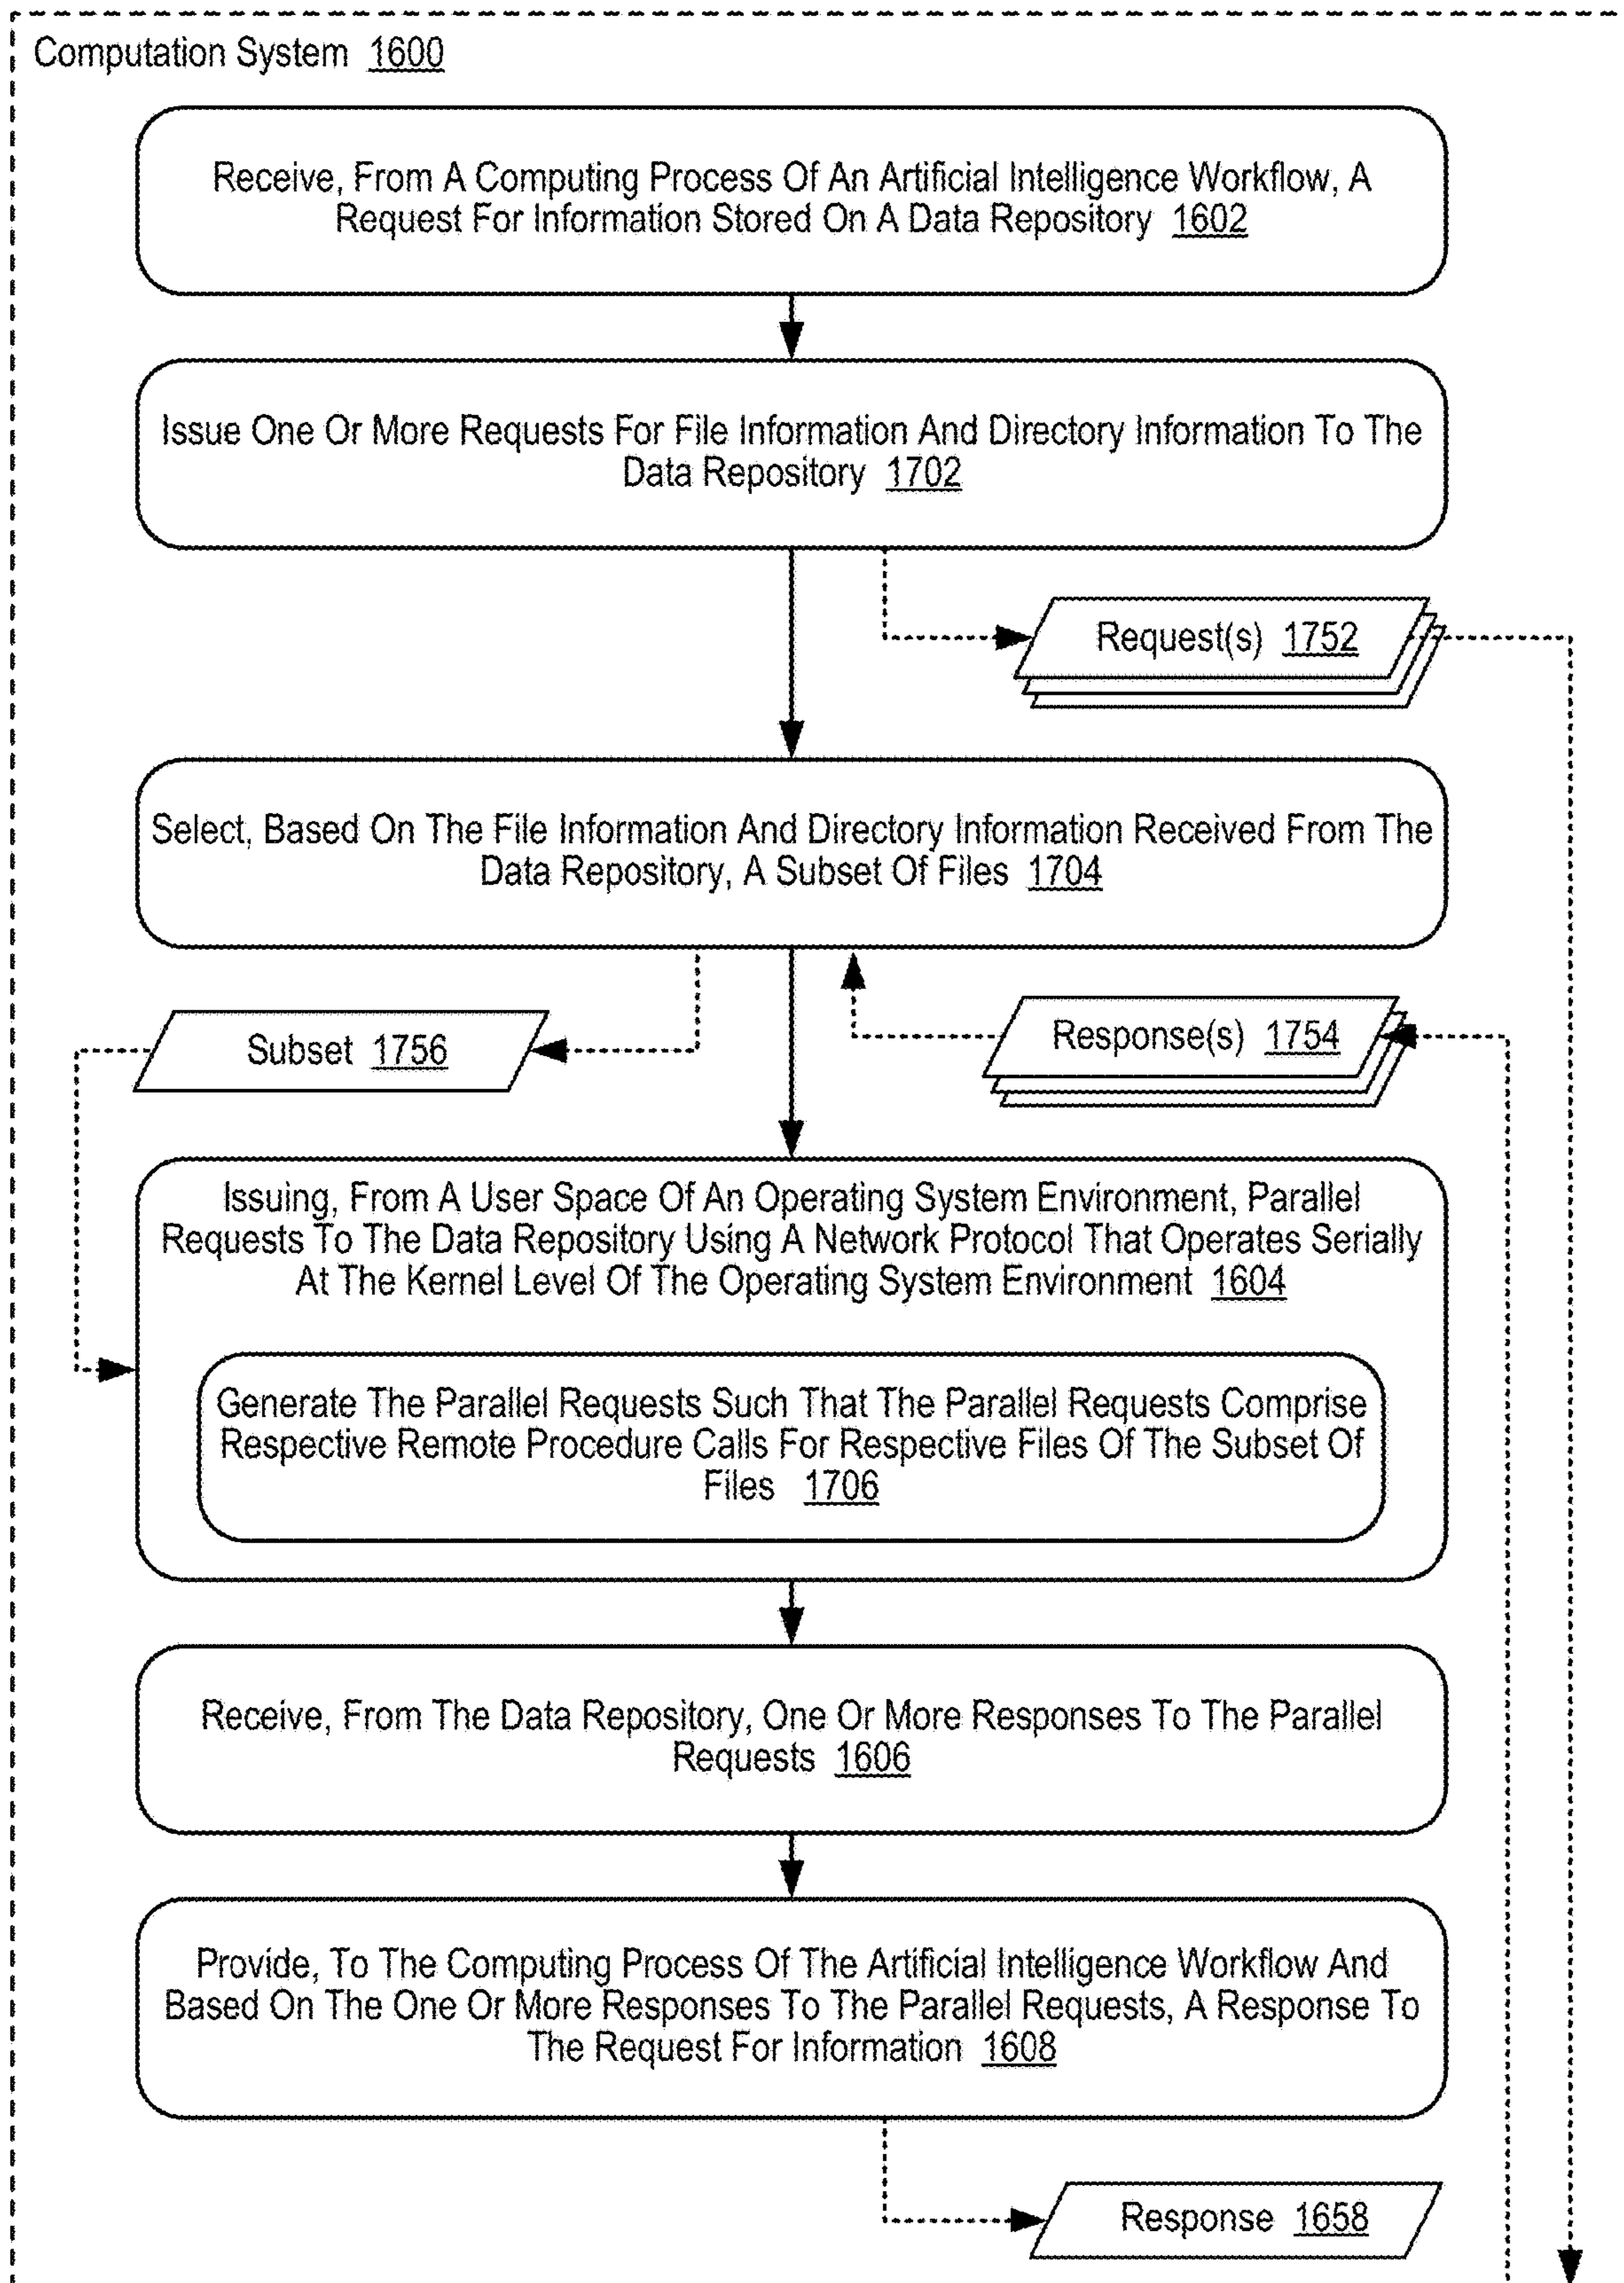 Computation System 1600
Receive, From A Computing Process Of An Artificial Intelligence Workflow, A
Request For Information Stored On A Data Repository 1602
Issue One Or More Requests For File Information And Directory Information To The
Data Repository 1702
Request(s) 1752
Select, Based On The File Information And Directory Information Received From The
Data Repository, A Subset Of Files 1704
Subset 1756
Response(s) 1754
Issuing, From A User Space Of An Operating System Environment, Parallel
Requests To The Data Repository Using A Network Protocol That Operates Serially
At The Kernel Level Of The Operating System Environment 1604
Generate The Parallel Requests Such That The Parallel Requests Comprise
Respective Remote Procedure Calls For Respective Files Of The Subset Of
Files 1706
Receive, From The Data Repository, One Or More Responses To The Parallel
Requests 1606
Provide, To The Computing Process Of The Artificial Intelligence Workflow And
Based On The One Or More Responses To The Parallel Requests, A Response To
The Request For Information 1608
Response 1658